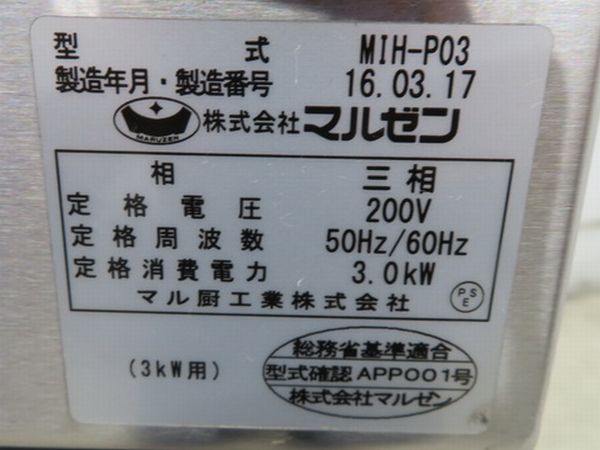 型式 MIH-P03
製造年月・製造番号 16.03.17
MARUZEN 株式会社 マルゼン
相 三相
定格電圧 200V
定格周波数 50Hz/60Hz
定格消費電力 3.0kW
マル厨工業株式会社
PSE
(3kW用)
総務省基準適合
型式確認APP001号
株式会社マルゼン